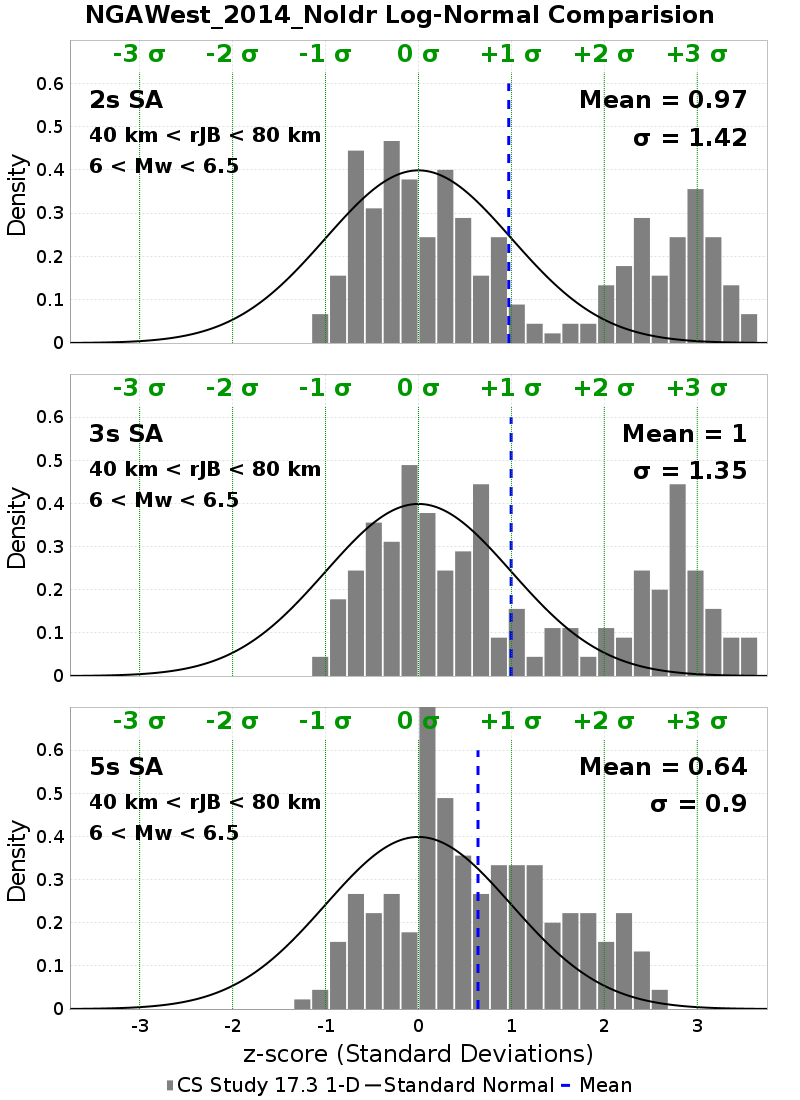 NGAWest_2014_NoIdr Log-Normal Comparision
-3 σ -2 σ -1 σ 0 σ +1 σ +2 σ +3 σ
0.6
2s SA Mean = 0.97
0.5
40 km < rJB < 80 km σ = 1.42
6 < Mw < 6.5
0.4
0.3
0.2
0.1
0
Density
-3 σ -2 σ -1 σ 0 σ +1 σ +2 σ +3 σ
0.6
3s SA Mean = 1
0.5
40 km < rJB < 80 km σ = 1.35
6 < Mw < 6.5
0.4
0.3
0.2
0.1
0
Density
-3 σ -2 σ -1 σ 0 σ +1 σ +2 σ +3 σ
0.6
5s SA Mean = 0.64
0.5
40 km < rJB < 80 km σ = 0.9
6 < Mw < 6.5
0.4
0.3
0.2
0.1
0
Density
-3 -2 -1 0 1 2 3
z-score (Standard Deviations)
CS Study 17.3 1-D Standard Normal Mean